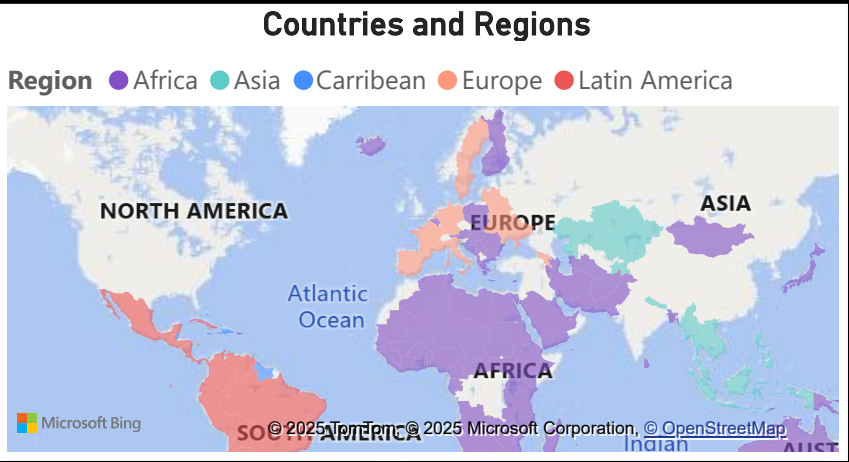 Countries and Regions
Region Africa Asia Carribean Europe Latin America
NORTH AMERICA
ASIA
EUROPE
Atlantic
Ocean
AFRICA
Microsoft Bing
© 2025 TomTom, © 2025 Microsoft Corporation, © OpenStreetMap
SOUTH AMERICA
Indian
AUST